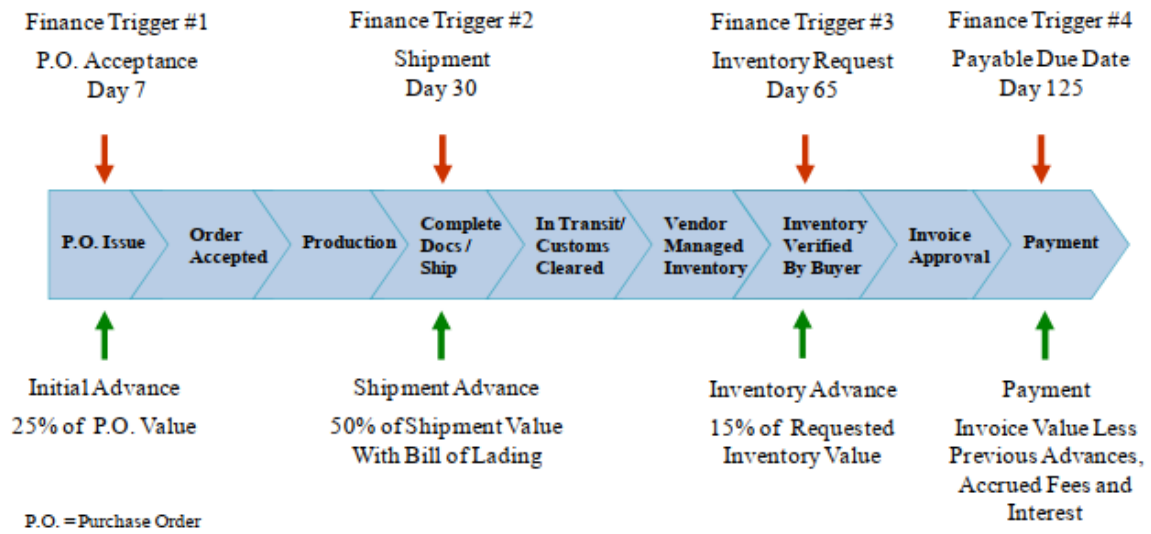 Finance Trigger #1
P.O. Acceptance
Day 7
Finance Trigger #2
Shipment
Day 30
Finance Trigger #3
Inventory Request
Day 65
Finance Trigger #4
Payable Due Date
Day 125
P.O. Issue
Order
Accepted
Production
Complete
Docs /
Ship
In Transit/
Customs
Cleared
Vendor
Managed
Inventory
Inventory
Verified
By Buyer
Invoice
Approval
Payment
Initial Advance
25% of P.O. Value
Shipment Advance
50% of Shipment Value
With Bill of Lading
Inventory Advance
15% of Requested
Inventory Value
Payment
Invoice Value Less
Previous Advances,
Accrued Fees and
Interest
P.O. = Purchase Order